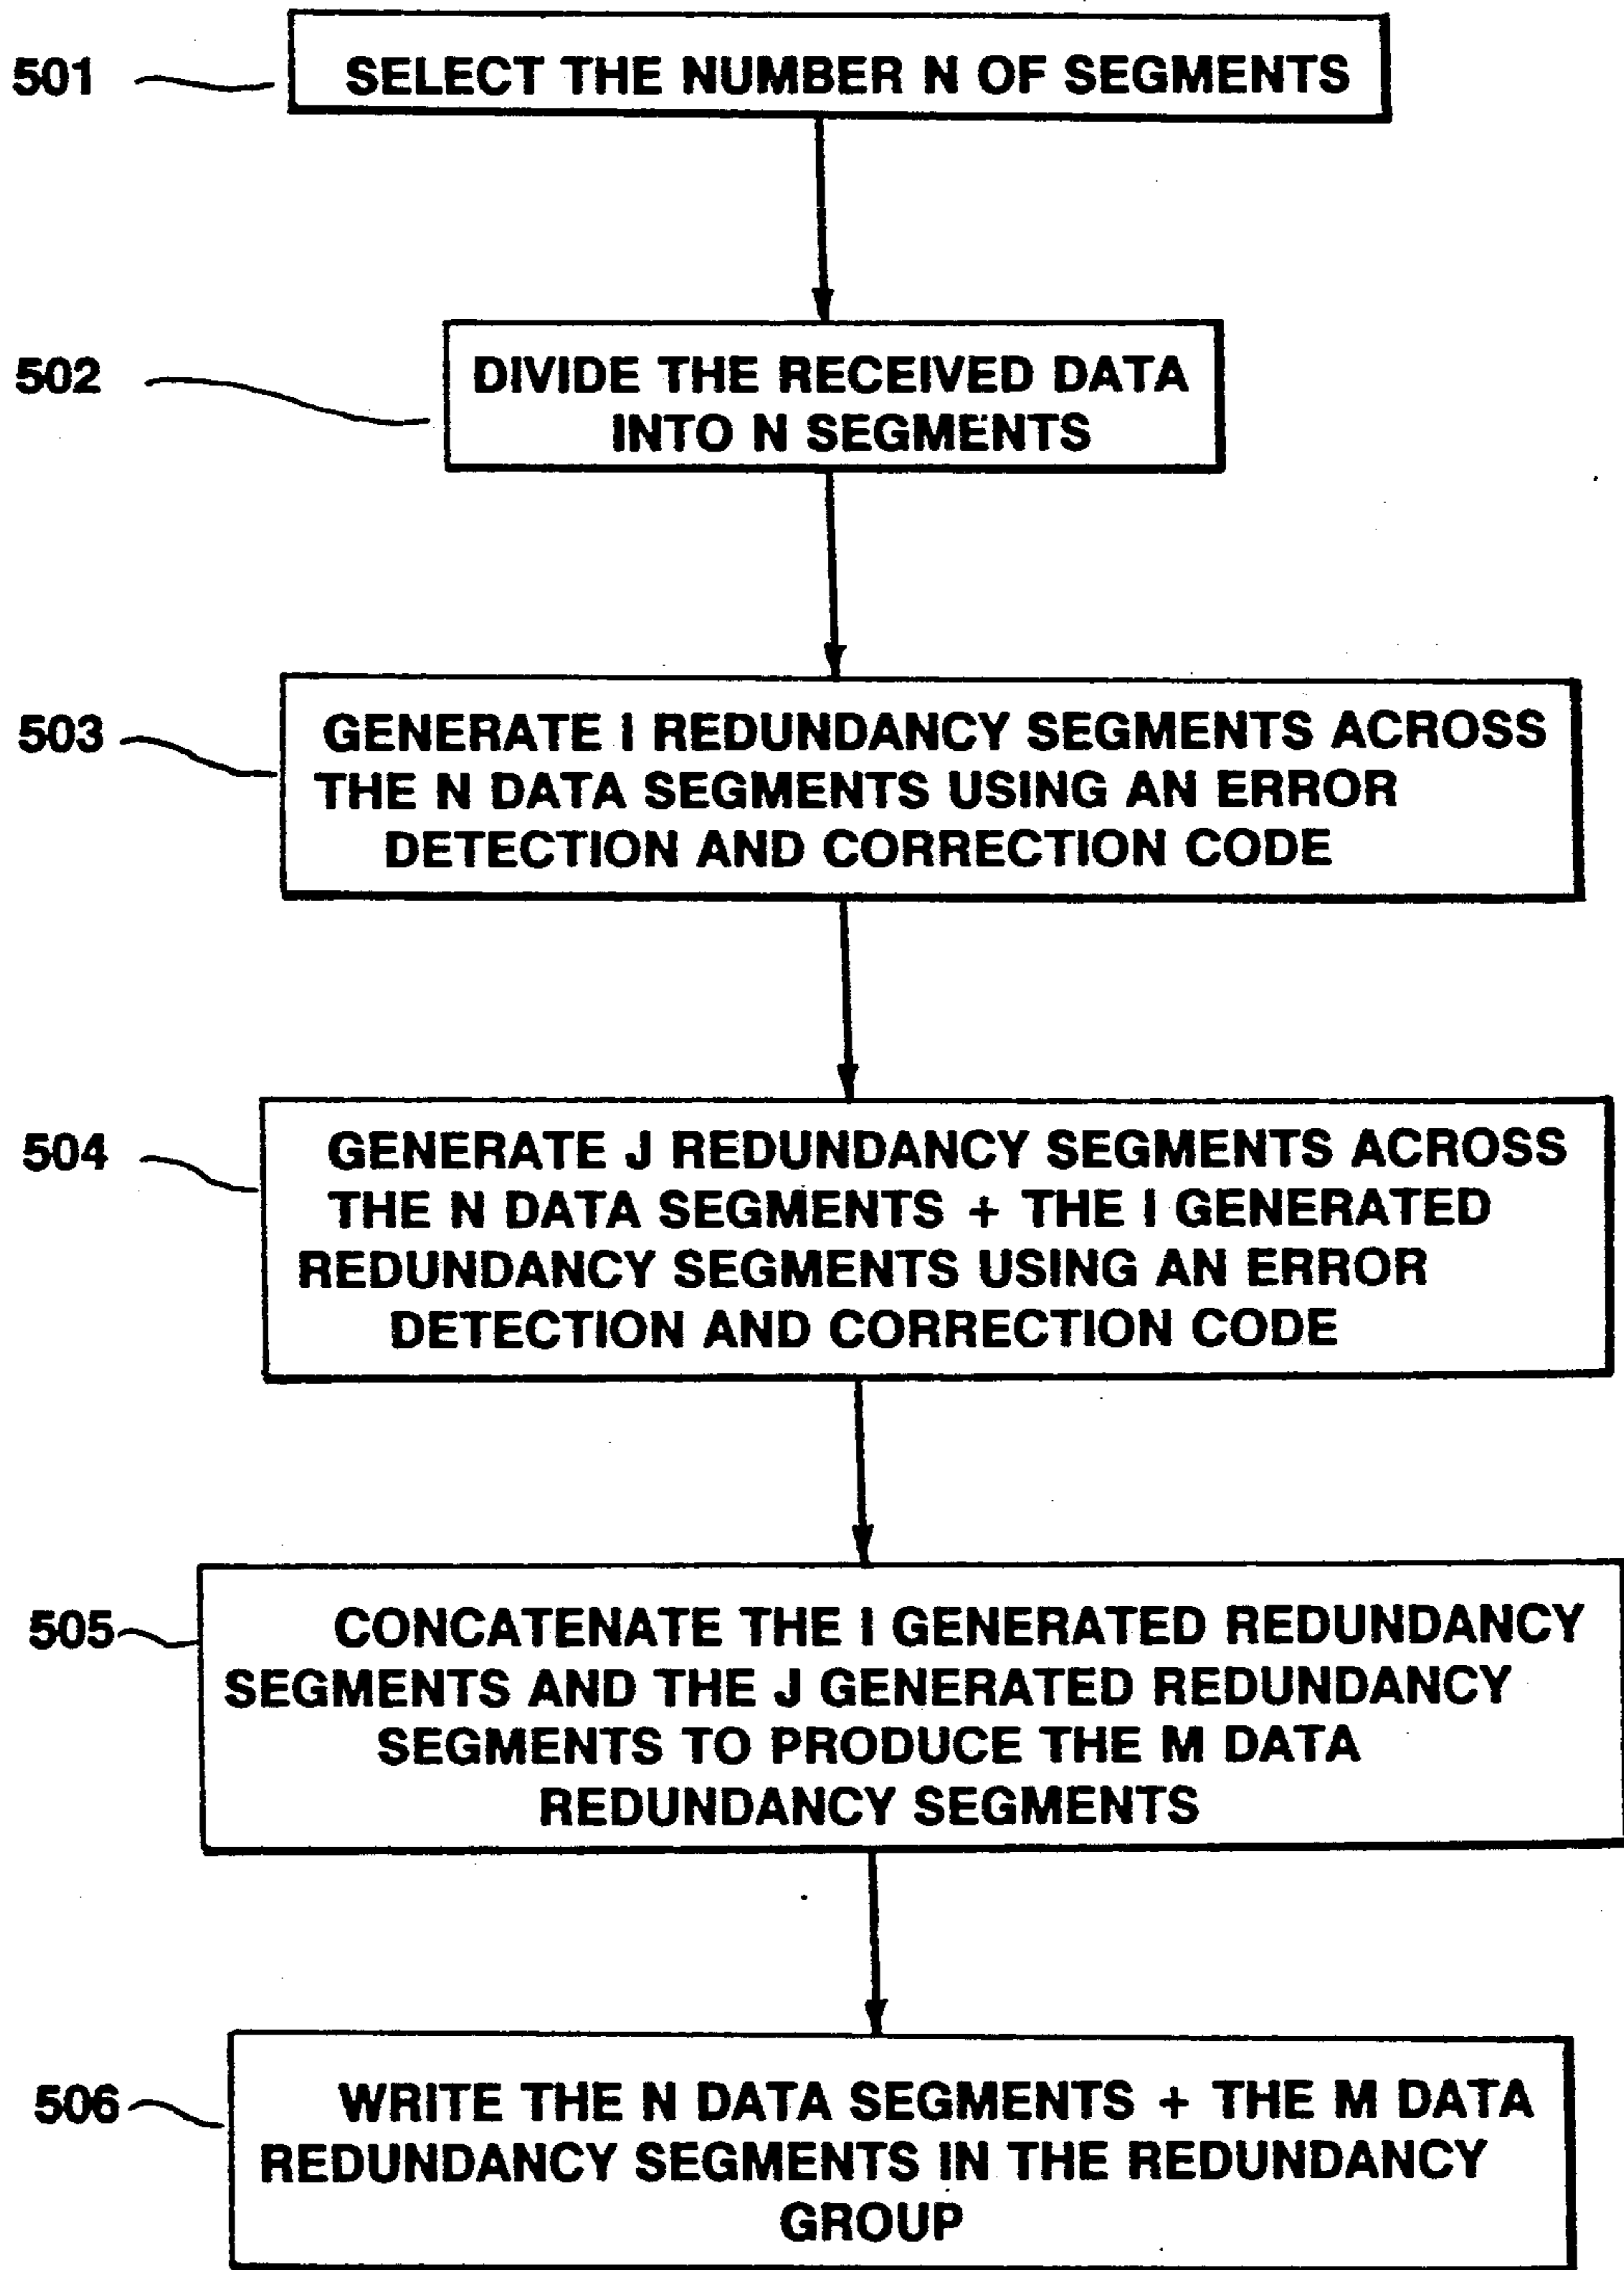 501 SELECT THE NUMBER N OF SEGMENTS
502 DIVIDE THE RECEIVED DATA
INTO N SEGMENTS
503 GENERATE I REDUNDANCY SEGMENTS ACROSS
THE N DATA SEGMENTS USING AN ERROR
DETECTION AND CORRECTION CODE
504 GENERATE J REDUNDANCY SEGMENTS ACROSS
THE N DATA SEGMENTS + THE I GENERATED
REDUNDANCY SEGMENTS USING AN ERROR
DETECTION AND CORRECTION CODE
505 CONCATENATE THE I GENERATED REDUNDANCY
SEGMENTS AND THE J GENERATED REDUNDANCY
SEGMENTS TO PRODUCE THE M DATA
REDUNDANCY SEGMENTS
506 WRITE THE N DATA SEGMENTS + THE M DATA
REDUNDANCY SEGMENTS IN THE REDUNDANCY
GROUP